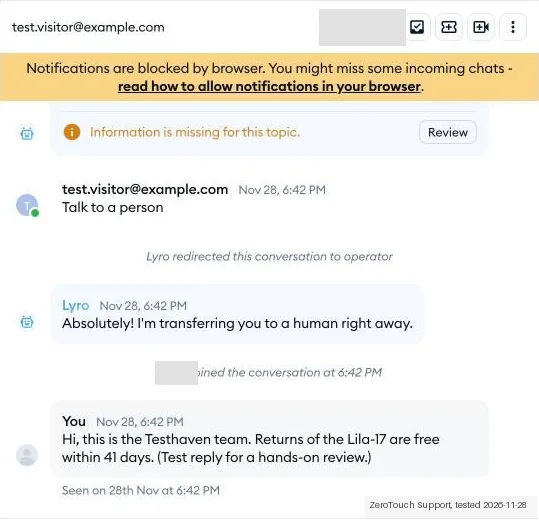 test.visitor@example.com
Notifications are blocked by browser. You might miss some incoming chats -
read how to allow notifications in your browser.
Information is missing for this topic.
Review
test.visitor@example.com Nov 28, 6:42 PM
T
Talk to a person
Lyro redirected this conversation to operator
Lyro Nov 28, 6:42 PM
Absolutely! I'm transferring you to a human right away.
the conversation at 6:42 PM
You Nov 28, 6:42 PM
Hi, this is the Testhaven team. Returns of the Lila-17 are free
within 41 days. (Test reply for a hands-on review.)
Seen on 28th Nov at 6:42 PM
ZeroTouch Support, tested 2026-11-28